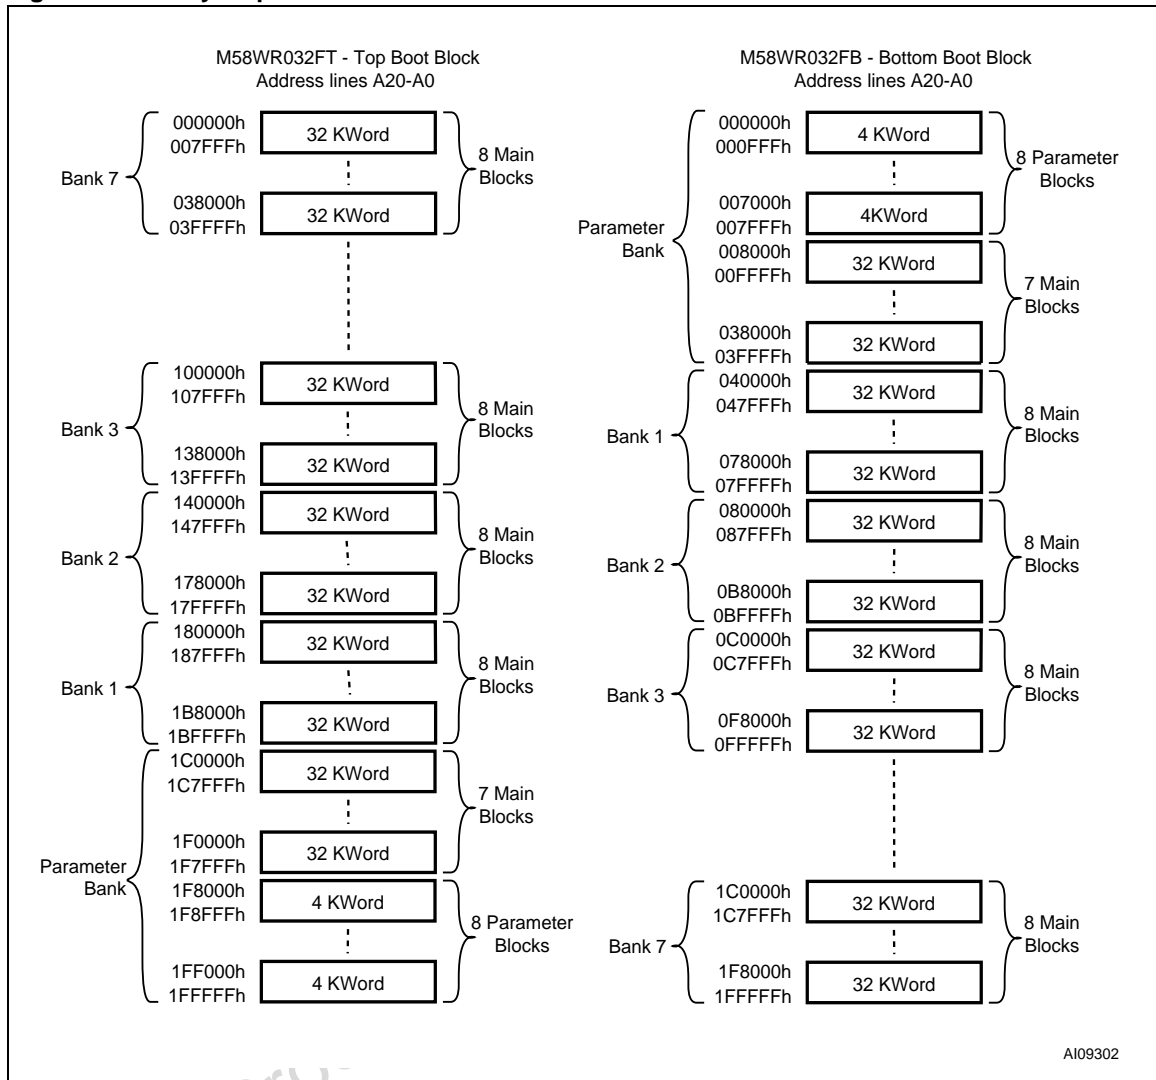 M58WR032FT - Top Boot Block
Address lines A20-A0
Bank 7
000000h
007FFFh
32 KWord
038000h
03FFFFh
32 KWord
8 Main
Blocks
Bank 3
100000h
107FFFh
32 KWord
138000h
13FFFFh
32 KWord
8 Main
Blocks
Bank 2
140000h
147FFFh
32 KWord
178000h
17FFFFh
32 KWord
8 Main
Blocks
Bank 1
180000h
187FFFh
32 KWord
1B8000h
1BFFFFh
32 KWord
8 Main
Blocks
Parameter
Bank
1C0000h
1C7FFFh
32 KWord
1F0000h
1F7FFFh
32 KWord
7 Main
Blocks
1F8000h
1F8FFFh
4 KWord
1FF000h
1FFFFFh
4 KWord
8 Parameter
Blocks
M58WR032FB - Bottom Boot Block
Address lines A20-A0
Parameter
Bank
000000h
000FFFh
4 KWord
007000h
007FFFh
4KWord
8 Parameter
Blocks
008000h
00FFFFh
32 KWord
038000h
03FFFFh
32 KWord
7 Main
Blocks
Bank 1
040000h
047FFFh
32 KWord
078000h
07FFFFh
32 KWord
8 Main
Blocks
Bank 2
080000h
087FFFh
32 KWord
0B8000h
0BFFFFh
32 KWord
8 Main
Blocks
Bank 3
0C0000h
0C7FFFh
32 KWord
0F8000h
0FFFFFh
32 KWord
8 Main
Blocks
Bank 7
1C0000h
1C7FFFh
32 KWord
1F8000h
1FFFFFh
32 KWord
8 Main
Blocks
AI09302